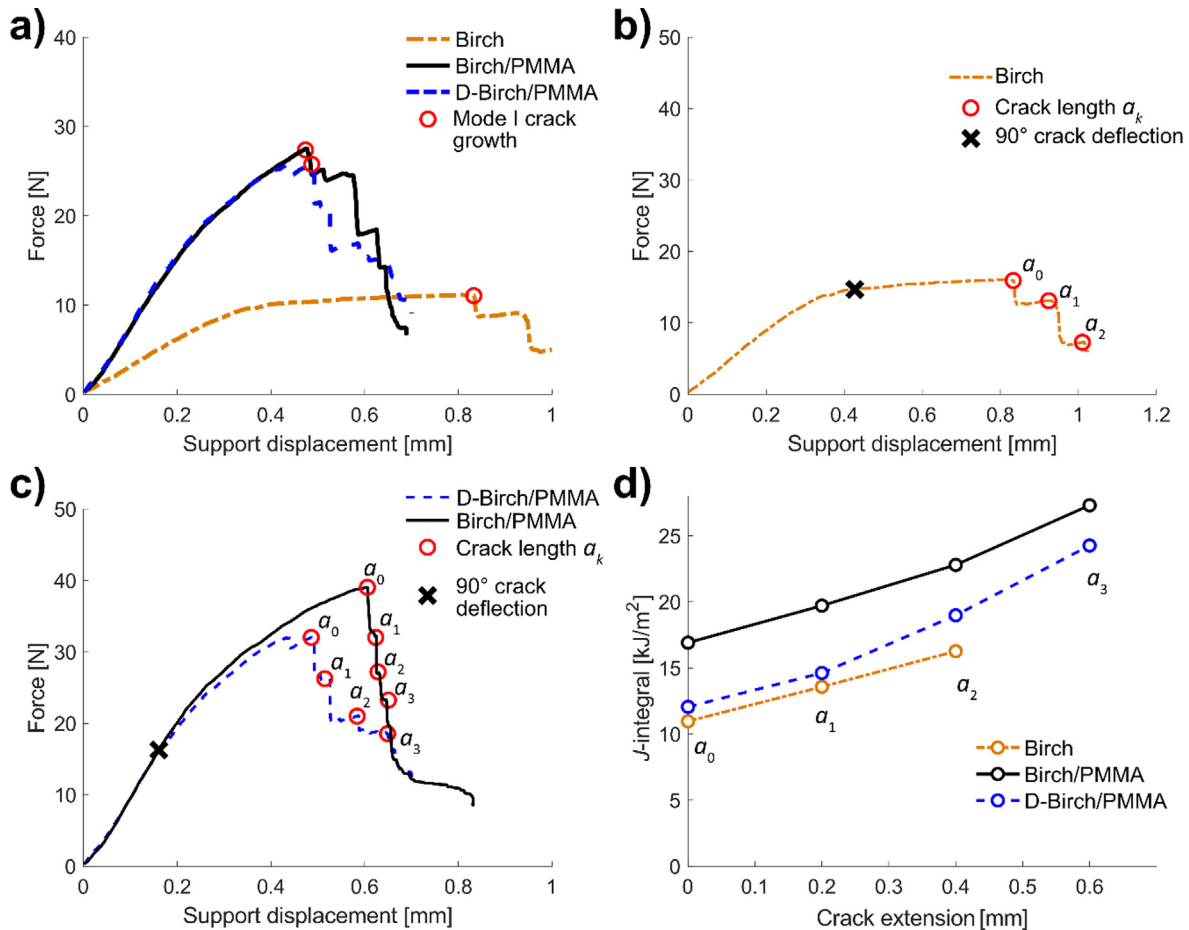 a)
40
30
20
10
0
Force [N]
Birch
Birch/PMMA
D-Birch/PMMA
Mode I crack
growth
0
0.2
0.4
0.6
0.8
1
Support displacement [mm]
b)
50
40
30
20
10
0
Force [N]
Birch
Crack length a_k
90° crack deflection
a_0
a_1
a_2
0
0.2
0.4
0.6
0.8
1
1.2
Support displacement [mm]
c)
50
40
30
20
10
0
Force [N]
D-Birch/PMMA
Birch/PMMA
Crack length a_k
90° crack
deflection
a_0
a_1
a_2
a_3
a_0
a_1
a_2
a_3
0
0.2
0.4
0.6
0.8
1
Support displacement [mm]
d)
25
20
15
10
5
0
J-integral [kJ/m²]
a_0
a_1
a_2
a_3
Birch
Birch/PMMA
D-Birch/PMMA
0
0.1
0.2
0.3
0.4
0.5
0.6
Crack extension [mm]